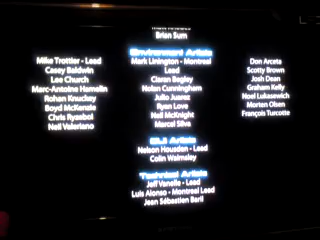 Brian Sum
Environment Artists
Mark Linington - Montreal
Lead
Ciaran Begley
Nolan Cunningham
Julio Juarez
Ryan Love
Neil McKnight
Marcel Silva
GUI Artists
Nelson Housden - Lead
Colin Walmsley
Technical Artists
Jeff Vanelle - Lead
Luis Alonso - Montreal Lead
Jean Sébastien Baril
Mike Trottier - Lead
Casey Baldwin
Lee Church
Marc-Antoine Hamelin
Rohan Knuckey
Boyd McKenzie
Chris Ryzebol
Neil Valeriano
Don Arceta
Scotty Brown
Josh Dean
Graham Kelly
Noel Lukasewich
Morten Olsen
François Turcotte